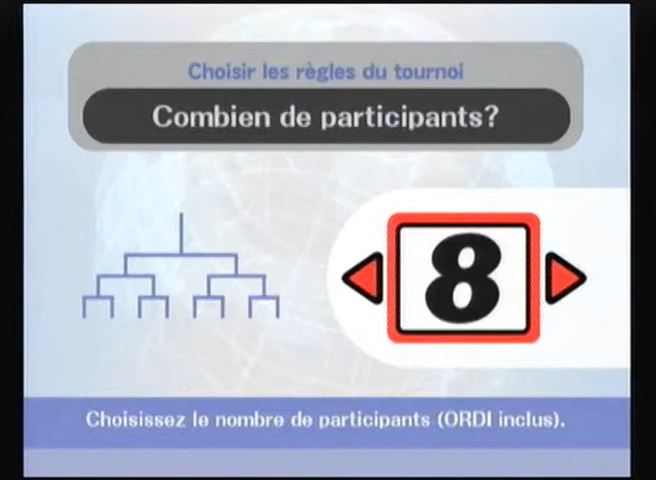 Choisir les règles du tournoi
Combien de participants?
8
Choisissez le nombre de participants (ORDI inclus).